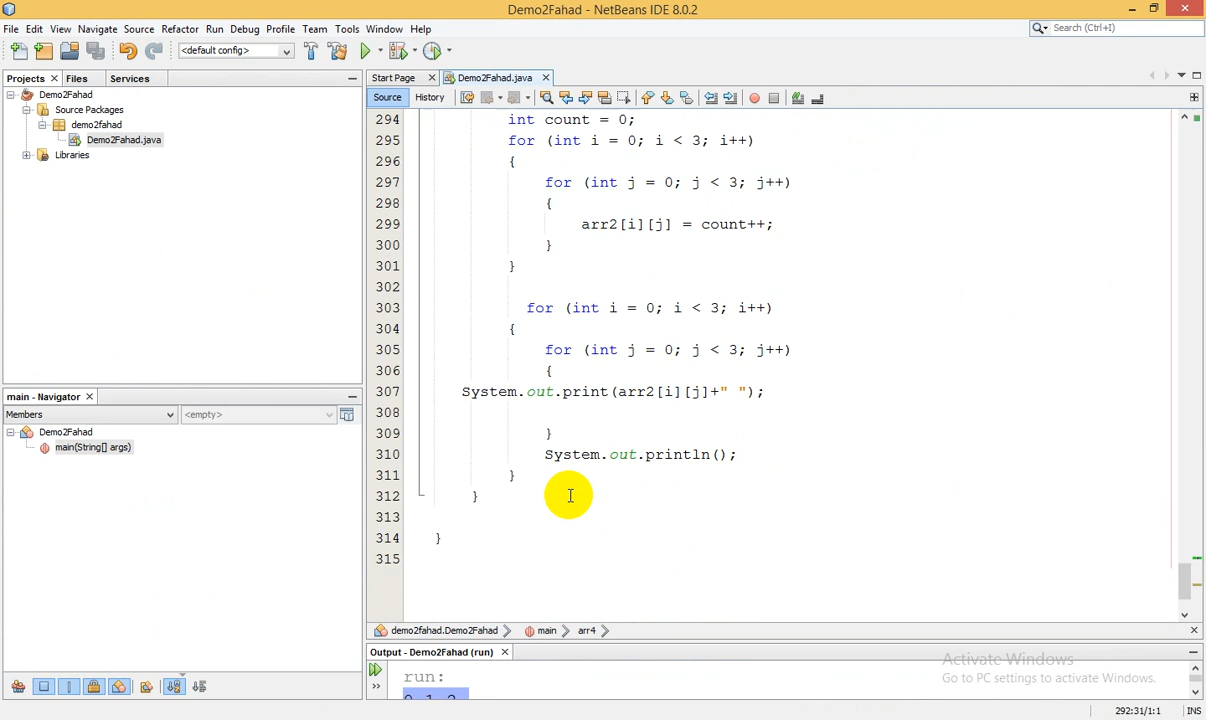 Demo2Fahad - NetBeans IDE 8.0.2
File Edit View Navigate Source Refactor Run Debug Profile Team Tools Window Help
Search (Ctrl+I)
<default config>
Projects Files Services
Start Page Demo2Fahad.java
Demo2Fahad
Source Packages
demo2fahad
Demo2Fahad.java
Libraries
Source History
294 int count = 0;
295 for (int i = 0; i < 3; i++)
296 {
297 for (int j = 0; j < 3; j++)
298 {
299 arr2[i][j] = count++;
300 }
301 }
302
303 for (int i = 0; i < 3; i++)
304 {
305 for (int j = 0; j < 3; j++)
306 {
307 System.out.print(arr2[i][j]+" ");
308
309 }
310 System.out.println();
311 }
312 }
313
314 }
315
main - Navigator
Members <empty>
Demo2Fahad
main(String[] args)
demo2fahad.Demo2Fahad main arr4
Output - Demo2Fahad (run)
run:
0 1 2
Activate Windows
Go to PC settings to activate Windows.
292:31/1:1 INS